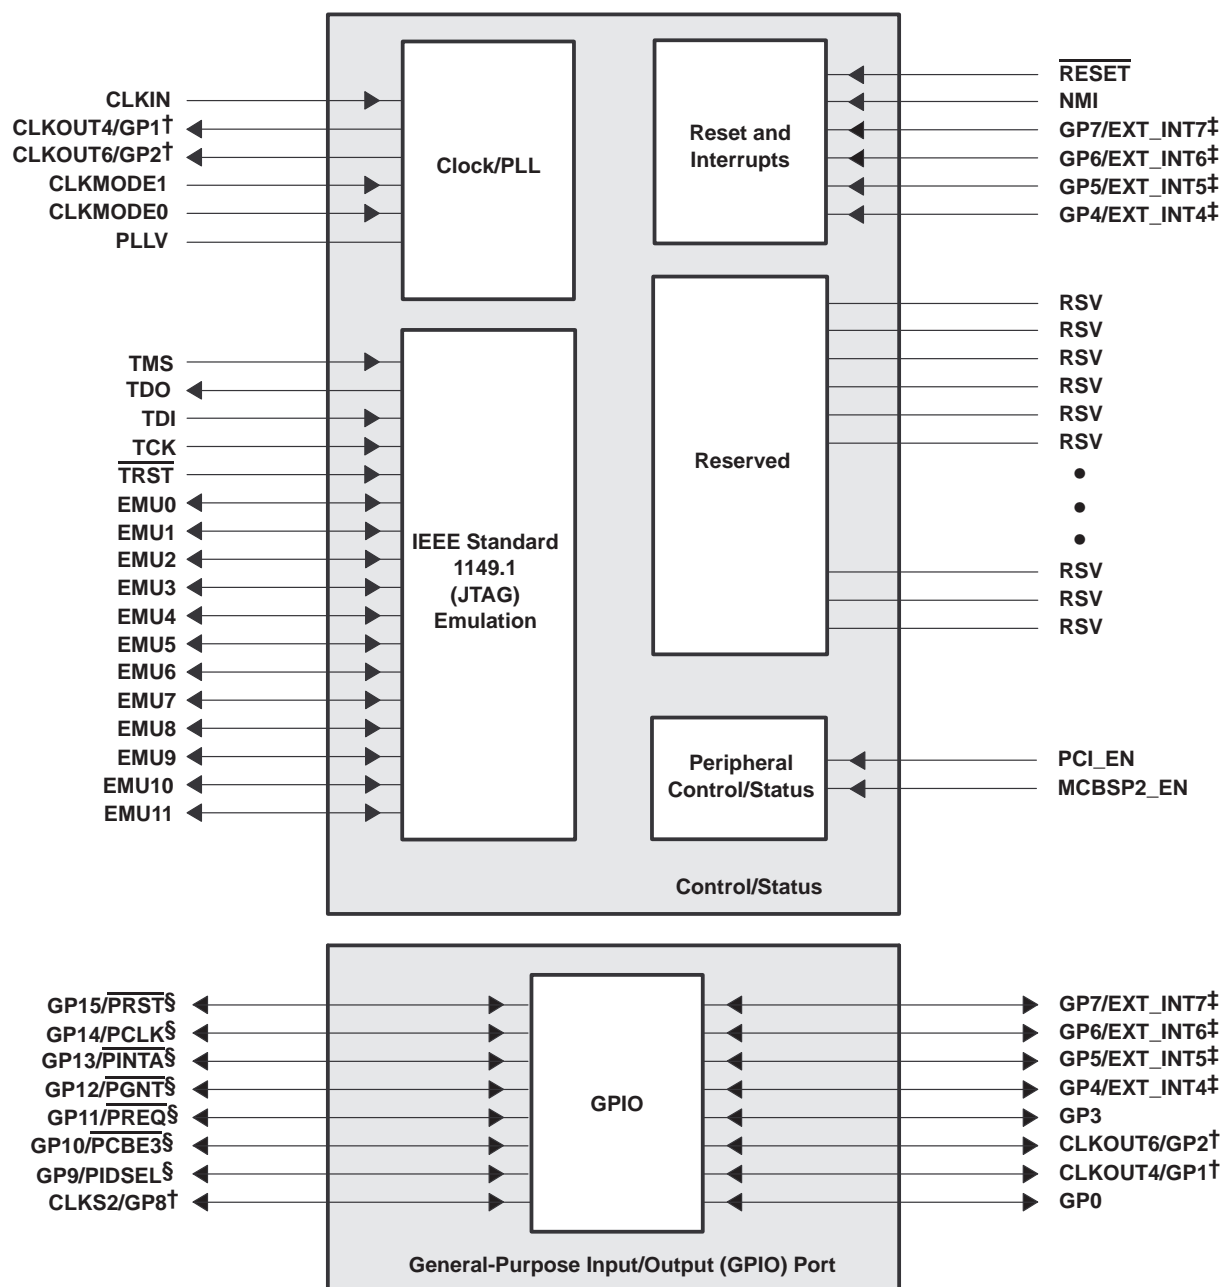 CLKIN
CLKOUT4/GP1†
CLKOUT6/GP2†
CLKMODE1
CLKMODE0
PLLV
Clock/PLL
Reset and
Interrupts
RESET
NMI
GP7/EXT_INT7‡
GP6/EXT_INT6‡
GP5/EXT_INT5‡
GP4/EXT_INT4‡
TMS
TDO
TDI
TCK
TRST
EMU0
EMU1
EMU2
EMU3
EMU4
EMU5
EMU6
EMU7
EMU8
EMU9
EMU10
EMU11
IEEE Standard
1149.1
(JTAG)
Emulation
Reserved
RSV
RSV
RSV
RSV
RSV
RSV
•
•
•
RSV
RSV
RSV
Peripheral
Control/Status
PCI_EN
MCBSP2_EN
Control/Status
GP15/PRST§
GP14/PCLK§
GP13/PINTA§
GP12/PGNT§
GP11/PREQ§
GP10/PCBE3§
GP9/PIDSEL§
CLKS2/GP8†
GPIO
GP7/EXT_INT7‡
GP6/EXT_INT6‡
GP5/EXT_INT5‡
GP4/EXT_INT4‡
GP3
CLKOUT6/GP2†
CLKOUT4/GP1†
GP0
General-Purpose Input/Output (GPIO) Port